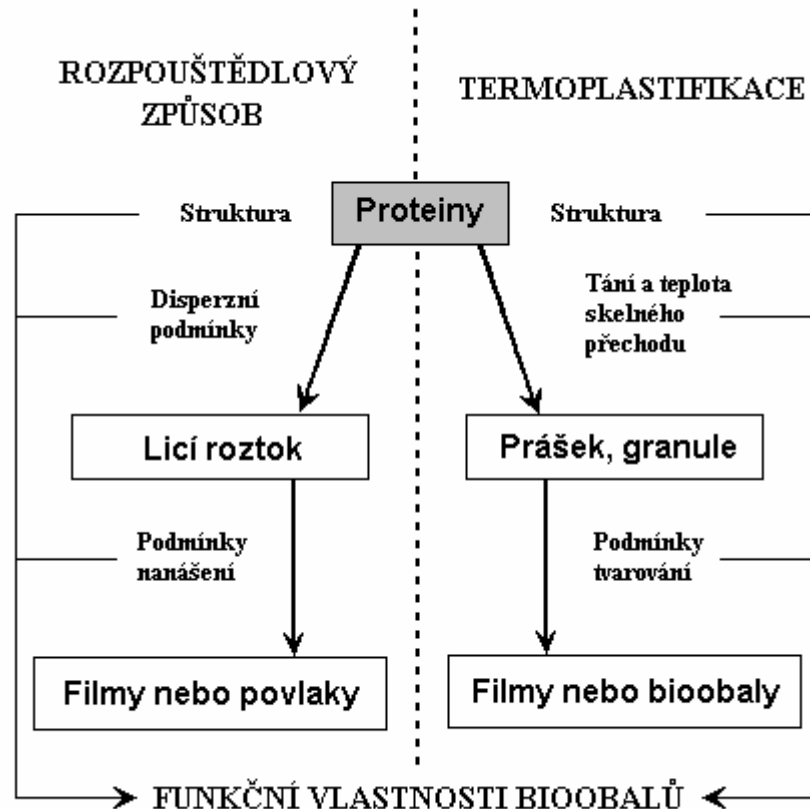 ROZPOUŠTĚDLOVÝ
ZPŮSOB
TERMOPLASTIFIKACE
Struktura
Proteiny
Struktura
Disperzní
podmínky
Tání a teplota
skelného
přechodu
Licí roztok
Prášek, granule
Podmínky
nanášení
Podmínky
tvarování
Filmy nebo povlaky
Filmy nebo bioobaly
FUNKČNÍ VLASTNOSTI BIOOBALŮ